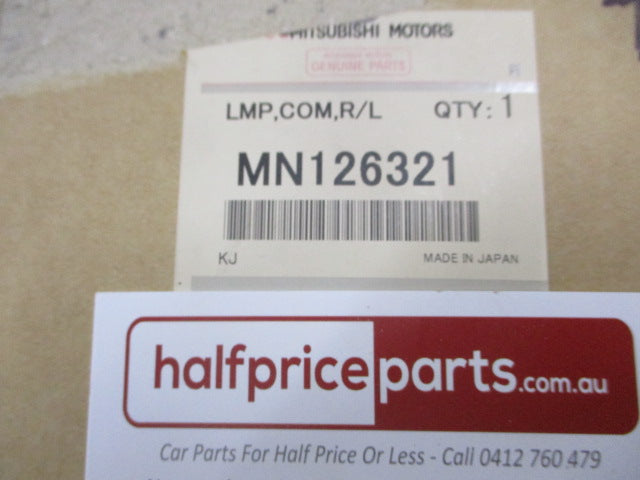 MITSUBISHI MOTORS
GENUINE PARTS
LMP,COM,R/L QTY: 1
MN126321
KJ MADE IN JAPAN
halfpriceparts.com.au
Car Parts For Half Price Or Less - Call 0412 760 479